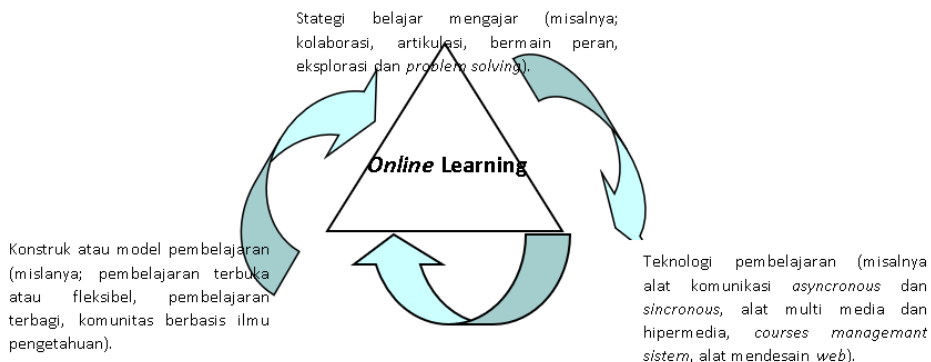 Stategi belajar mengajar (misalnya;
kolaborasi, artikulasi, bermain peran,
eksplorasi dan problem solving).
Online Learning
Konstruk atau model pembelajaran
(mislanya; pembelajaran terbuka
atau fleksibel, pembelajaran
terbagi, komunitas berbasis ilmu
pengetahuan).
Teknologi pembelajaran (misalnya
alat komunikasi asyncronous dan
sincronous, alat multi media dan
hipermedia, courses managemant
sistem, alat mendesain web).